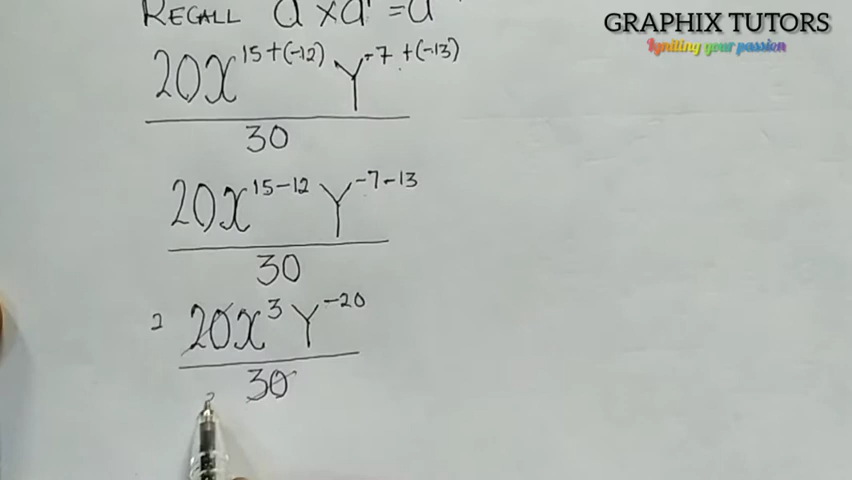 RECALL a × a = a
GRAPHIX TUTORS
Igniting your passion
20x^15+(-12) Y^-7+(-13)
30
20x^15-12 Y^-7-13
30
2 20x^3 Y^-20
30